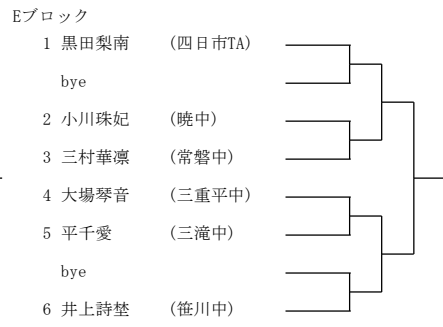 Eブロック
1 黒田梨南 (四日市TA)
bye
2 小川珠妃 (暁中)
3 三村華凛 (常磐中)
4 大場琴音 (三重平中)
5 平千愛 (三滝中)
bye
6 井上詩埜 (笹川中)